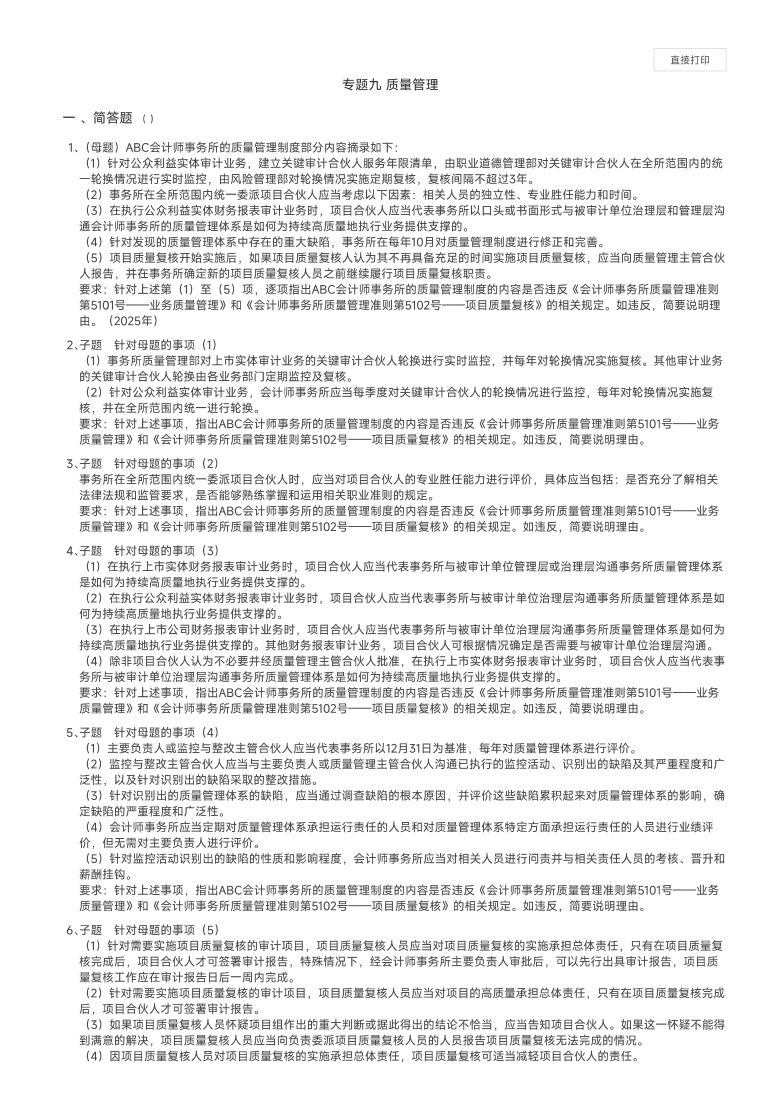 直接打印
专题九 质量管理
一 、简答题 （ ）
1、（母题）ABC会计师事务所的质量管理制度部分内容摘录如下：
（1）针对公众利益实体审计业务，建立关键审计合伙人服务年限清单，由职业道德管理部对关键审计合伙人在全所范围内的统
一轮换情况进行实时监控，由风险管理部对轮换情况实施定期复核，复核间隔不超过3年。
（2）事务所在全所范围内统一委派项目合伙人应当考虑以下因素：相关人员的独立性、专业胜任能力和时间。
（3）在执行公众利益实体财务报表审计业务时，项目合伙人应当代表事务所以口头或书面形式与被审计单位治理层和管理层沟
通会计师事务所的质量管理体系是如何为持续高质量地执行业务提供支撑的。
（4）针对发现的质量管理体系中存在的重大缺陷，事务所在每年10月对质量管理制度进行修正和完善。
（5）项目质量复核开始实施后，如果项目质量复核人认为其不再具备充足的时间实施项目质量复核，应当向质量管理主管合伙
人报告，并在事务所确定新的项目质量复核人员之前继续履行项目质量复核职责。
要求：针对上述第（1）至（5）项，逐项指出ABC会计师事务所的质量管理制度的内容是否违反《会计师事务所质量管理准则
第5101号——业务质量管理》和《会计师事务所质量管理准则第5102号——项目质量复核》的相关规定。如违反，简要说明理
由。（2025年）
2、子题　针对母题的事项（1）
（1）事务所质量管理部对上市实体审计业务的关键审计合伙人轮换进行实时监控，并每年对轮换情况实施复核。其他审计业务
的关键审计合伙人轮换由各业务部门定期监控及复核。
（2）针对公众利益实体审计业务，会计师事务所应当每季度对关键审计合伙人的轮换情况进行监控，每年对轮换情况实施复
核，并在全所范围内统一进行轮换。
要求：针对上述事项，指出ABC会计师事务所的质量管理制度的内容是否违反《会计师事务所质量管理准则第5101号——业务
质量管理》和《会计师事务所质量管理准则第5102号——项目质量复核》的相关规定。如违反，简要说明理由。
3、子题　针对母题的事项（2）
事务所在全所范围内统一委派项目合伙人时，应当对项目合伙人的专业胜任能力进行评价，具体应当包括：是否充分了解相关
法律法规和监管要求，是否能够熟练掌握和运用相关职业准则的规定。
要求：针对上述事项，指出ABC会计师事务所的质量管理制度的内容是否违反《会计师事务所质量管理准则第5101号——业务
质量管理》和《会计师事务所质量管理准则第5102号——项目质量复核》的相关规定。如违反，简要说明理由。
4、子题　针对母题的事项（3）
（1）在执行上市实体财务报表审计业务时，项目合伙人应当代表事务所与被审计单位管理层或治理层沟通事务所质量管理体系
是如何为持续高质量地执行业务提供支撑的。
（2）在执行公众利益实体财务报表审计业务时，项目合伙人应当代表事务所与被审计单位治理层沟通事务所质量管理体系是如
何为持续高质量地执行业务提供支撑的。
（3）在执行上市公司财务报表审计业务时，项目合伙人应当代表事务所与被审计单位治理层沟通事务所质量管理体系是如何为
持续高质量地执行业务提供支撑的。其他财务报表审计业务，项目合伙人可根据情况确定是否需要与被审计单位治理层沟通。
（4）除非项目合伙人认为不必要并经质量管理主管合伙人批准，在执行上市实体财务报表审计业务时，项目合伙人应当代表事
务所与被审计单位治理层沟通事务所质量管理体系是如何为持续高质量地执行业务提供支撑的。
要求：针对上述事项，指出ABC会计师事务所的质量管理制度的内容是否违反《会计师事务所质量管理准则第5101号——业务
质量管理》和《会计师事务所质量管理准则第5102号——项目质量复核》的相关规定。如违反，简要说明理由。
5、子题　针对母题的事项（4）
（1）主要负责人或监控与整改主管合伙人应当代表事务所以12月31日为基准，每年对质量管理体系进行评价。
（2）监控与整改主管合伙人应当与主要负责人或质量管理主管合伙人沟通已执行的监控活动、识别出的缺陷及其严重程度和广
泛性，以及针对识别出的缺陷采取的整改措施。
（3）针对识别出的质量管理体系的缺陷，应当通过调查缺陷的根本原因，并评价这些缺陷累积起来对质量管理体系的影响，确
定缺陷的严重程度和广泛性。
（4）会计师事务所应当定期对质量管理体系承担运行责任的人员和对质量管理体系特定方面承担运行责任的人员进行业绩评
价，但无需对主要负责人进行评价。
（5）针对监控活动识别出的缺陷的性质和影响程度，会计师事务所应当对相关人员进行问责并与相关责任人员的考核、晋升和
薪酬挂钩。
要求：针对上述事项，指出ABC会计师事务所的质量管理制度的内容是否违反《会计师事务所质量管理准则第5101号——业务
质量管理》和《会计师事务所质量管理准则第5102号——项目质量复核》的相关规定。如违反，简要说明理由。
6、子题　针对母题的事项（5）
（1）针对需要实施项目质量复核的审计项目，项目质量复核人员应当对项目质量复核的实施承担总体责任，只有在项目质量复
核完成后，项目合伙人才可签署审计报告，特殊情况下，经会计师事务所主要负责人审批后，可以先行出具审计报告，项目质
量复核工作应在审计报告日后一周内完成。
（2）针对需要实施项目质量复核的审计项目，项目质量复核人员应当对项目的高质量承担总体责任，只有在项目质量复核完成
后，项目合伙人才可签署审计报告。
（3）如果项目质量复核人员怀疑项目组作出的重大判断或据此得出的结论不恰当，应当告知项目合伙人。如果这一怀疑不能得
到满意的解决，项目质量复核人员应当向负责委派项目质量复核人员的人员报告项目质量复核无法完成的情况。
（4）因项目质量复核人员对项目质量复核的实施承担总体责任，项目质量复核可适当减轻项目合伙人的责任。